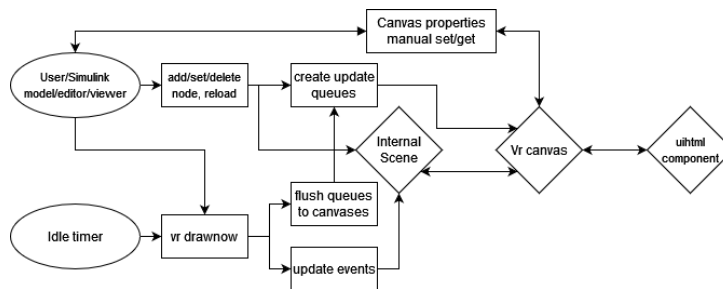 Canvas properties
manual set/get
User/Simulink
model/editor/viewer
add/set/delete
node, reload
create update
queues
Internal
Scene
Vr canvas
uihtml
component
flush queues
to canvases
Idle timer
vr drawnow
update events